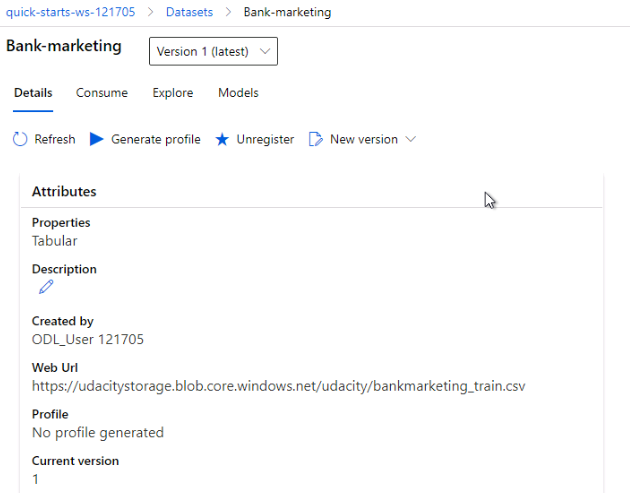 quick-starts-ws-121705 > Datasets > Bank-marketing
Bank-marketing Version 1 (latest)
Details Consume Explore Models
Refresh Generate profile Unregister New version
Attributes
Properties
Tabular
Description
Created by
ODL_User 121705
Web Url
https://udacitystorage.blob.core.windows.net/udacity/bankmarketing_train.csv
Profile
No profile generated
Current version
1